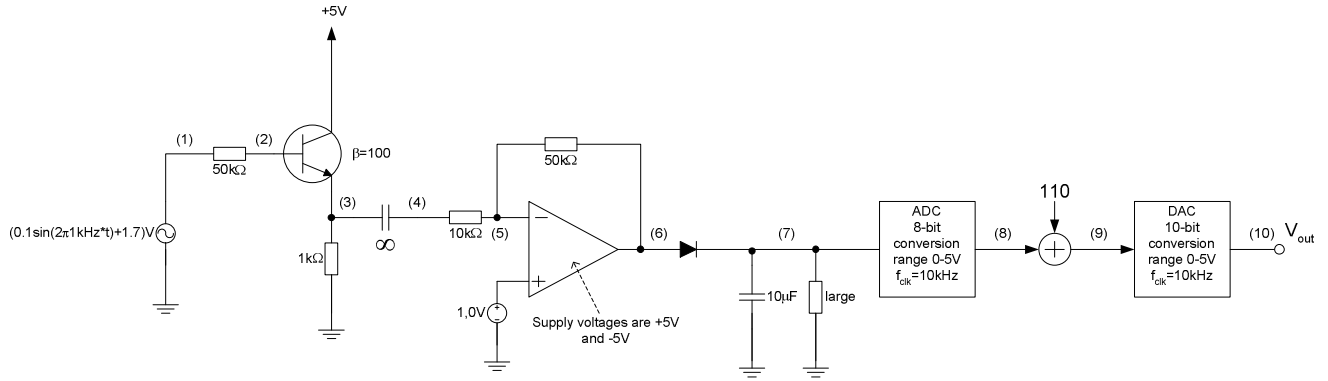 +5V
(1)
50kΩ
(2)
β=100
(0.1sin(2π1kHz*t)+1.7)V
(3)
1kΩ
∞
(4)
10kΩ
(5)
50kΩ
−
+
1,0V
+
−
Supply voltages are +5V
and -5V
(6)
(7)
10μF
large
ADC
8-bit
conversion
range 0-5V
fclk=10kHz
(8)
110
+
(9)
DAC
10-bit
conversion
range 0-5V
fclk=10kHz
(10)
Vout